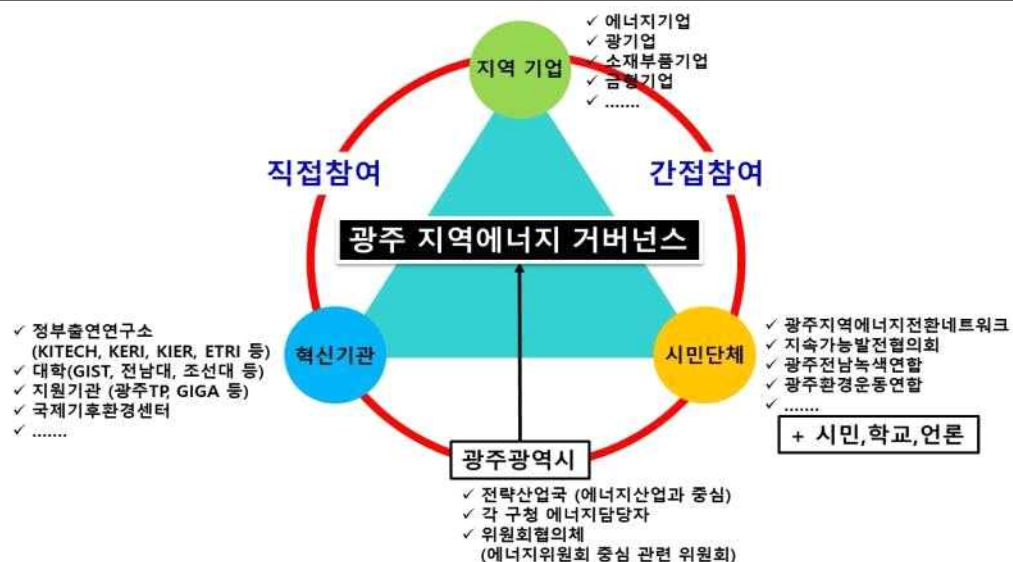 지역 기업
✓ 에너지기업
✓ 광기업
✓ 소재부품기업
✓ 금형기업
✓ .......
직접참여
간접참여
광주 지역에너지 거버넌스
혁신기관
✓ 정부출연연구소
(KITECH, KERI, KIER, ETRI 등)
✓ 대학(GIST, 전남대, 조선대 등)
✓ 지원기관 (광주TP, GIGA 등)
✓ 국제기후환경센터
✓ .......
시민단체
✓ 광주지역에너지전환네트워크
✓ 지속가능발전협의회
✓ 광주전남녹색연합
✓ 광주환경운동연합
✓ .......
+ 시민,학교,언론
광주광역시
✓ 전략산업국 (에너지산업과 중심)
✓ 각 구청 에너지담당자
✓ 위원회협의체
(에너지위원회 중심 관련 위원회)